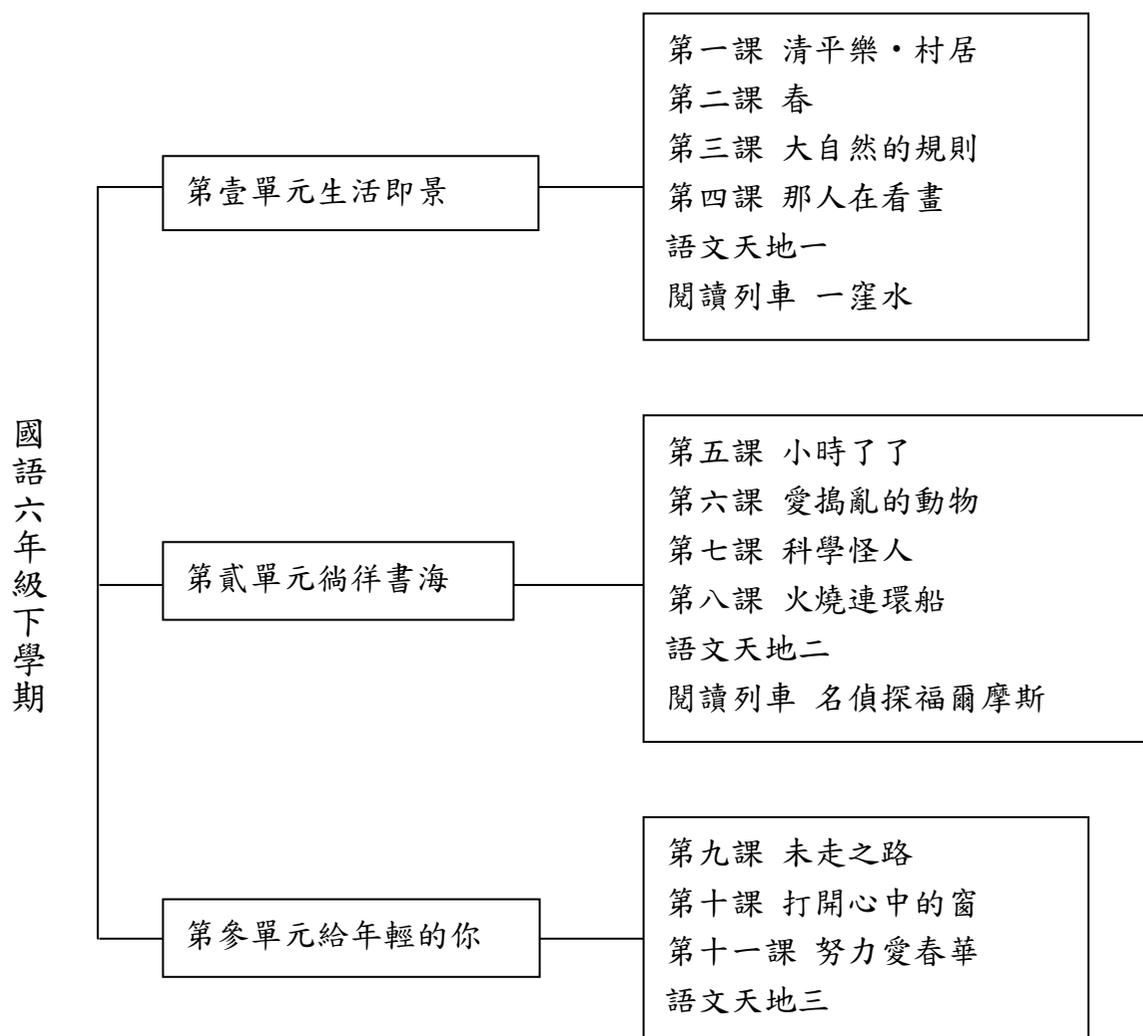 國語六年級下學期
第壹單元生活即景
第一課 清平樂・村居
第二課 春
第三課 大自然的規則
第四課 那人在看畫
語文天地一
閱讀列車 一窪水
第貳單元徜徉書海
第五課 小時了了
第六課 愛搗亂的動物
第七課 科學怪人
第八課 火燒連環船
語文天地二
閱讀列車 名偵探福爾摩斯
第參單元給年輕的你
第九課 未走之路
第十課 打開心中的窗
第十一課 努力愛春華
語文天地三